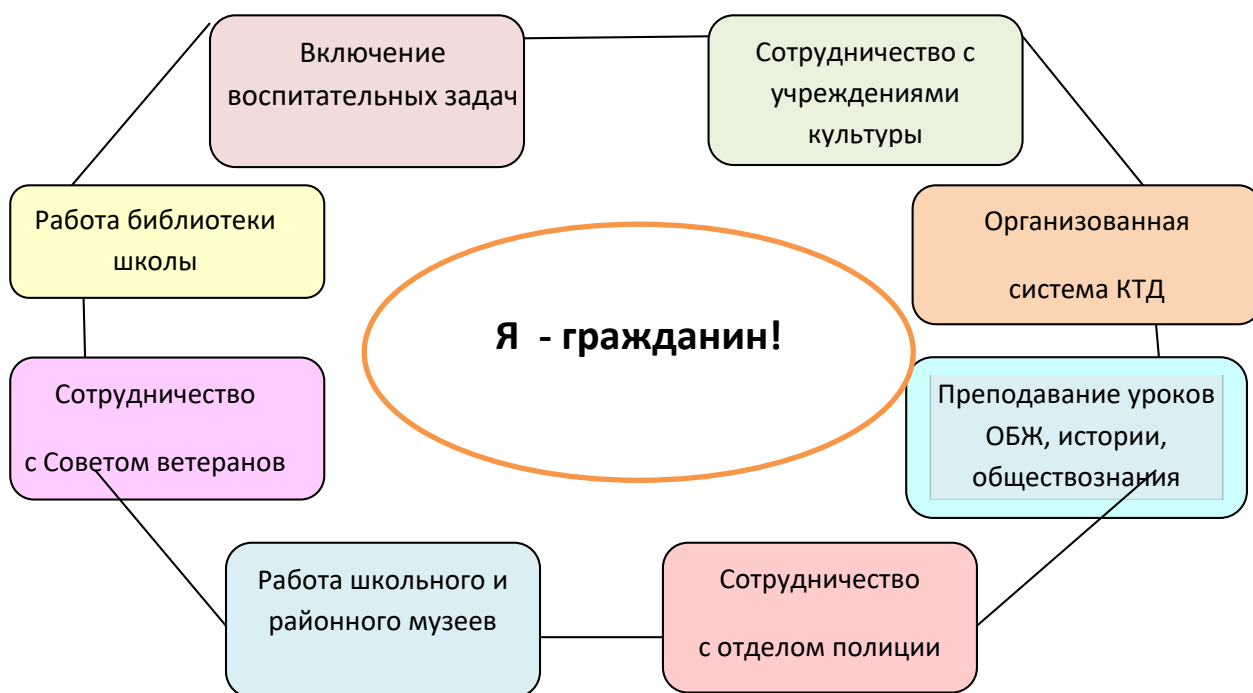 Включение
воспитательных задач
Сотрудничество с
учреждениями
культуры
Работа библиотеки
школы
Организованная
система КТД
Я - гражданин!
Сотрудничество
с Советом ветеранов
Преподавание уроков
ОБЖ, истории,
обществознания
Работа школьного и
районного музеев
Сотрудничество
с отделом полиции